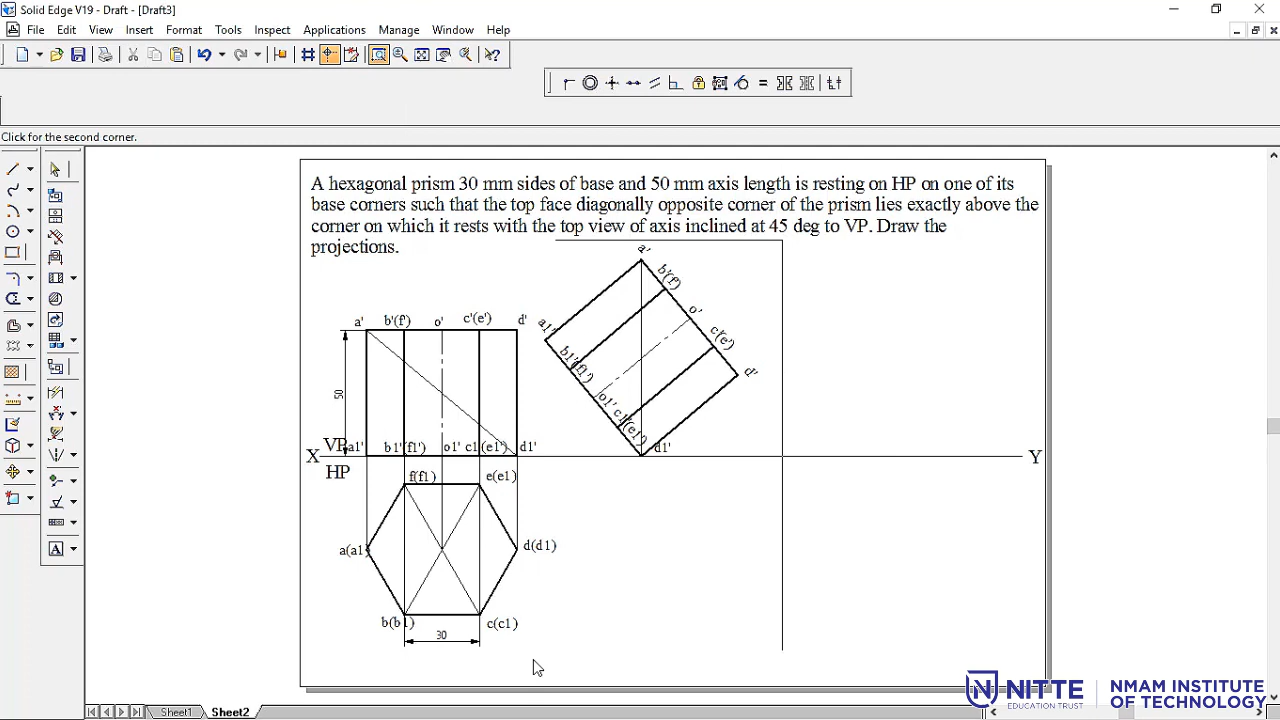 Solid Edge V19 - Draft - [Draft3]
File Edit View Insert Format Tools Inspect Applications Manage Window Help
Click for the second corner.
A hexagonal prism 30 mm sides of base and 50 mm axis length is resting on HP on one of its
base corners such that the top face diagonally opposite corner of the prism lies exactly above the
corner on which it rests with the top view of axis inclined at 45 deg to VP. Draw the
projections.
a'
b'(f')
o'
c'(e')
d'
a1'
b1'(f1')
o1'
c1'(e1')
d1'
a' b'(f') o' c'(e') d'
50
VP a1' b1'(f1') o1' c1'(e1') d1'
X Y
HP
f(f1) e(e1)
a(a1) d(d1)
b(b1) c(c1)
30
NITTE
EDUCATION TRUST
NMAM INSTITUTE
OF TECHNOLOGY
Sheet1 Sheet2